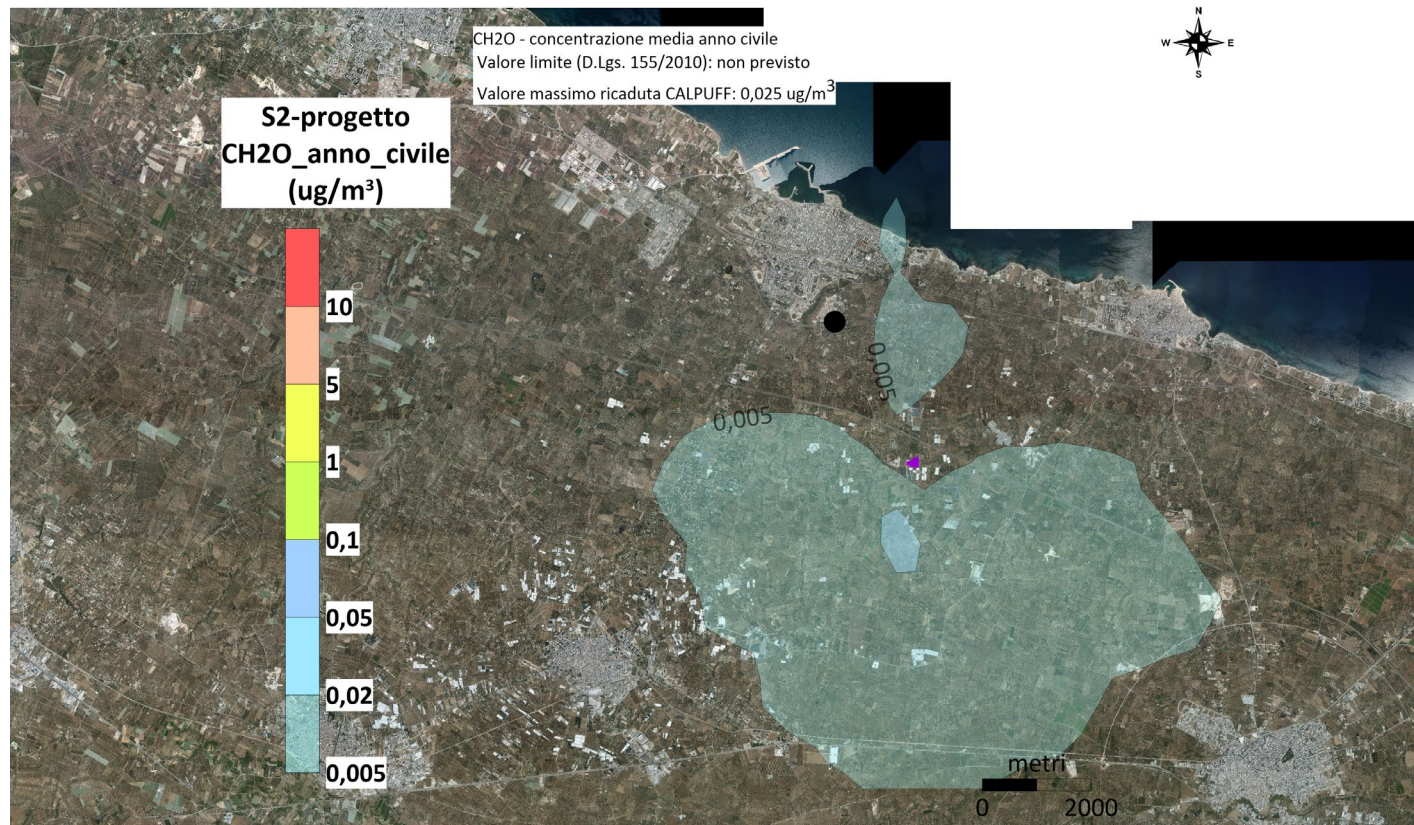 N
W E
S
CH2O - concentrazione media anno civile
Valore limite (D.Lgs. 155/2010): non previsto
Valore massimo ricaduta CALPUFF: 0,025 ug/m³
S2-progetto
CH2O_anno_civile
(ug/m³)
10
5
1
0,1
0,05
0,02
0,005
0,005
0,005
metri
0 2000